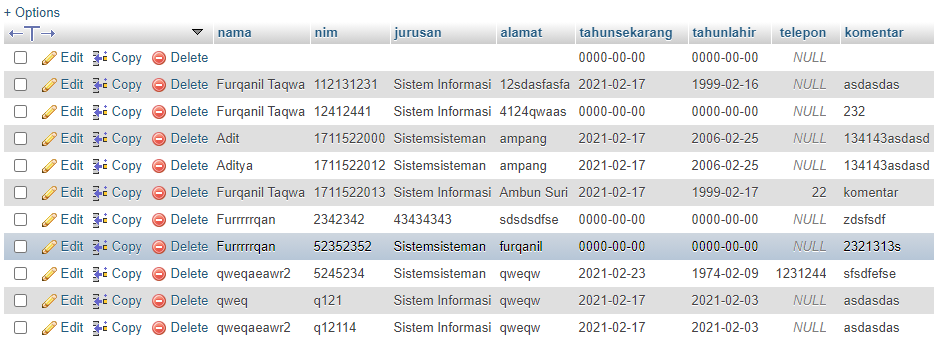 + Options
nama nim jurusan alamat tahunsekarang tahunlahir telepon komentar
Edit Copy Delete 0000-00-00 0000-00-00 NULL
Edit Copy Delete Furqanil Taqwa 112131231 Sistem Informasi 12sdasfasfa 2021-02-17 1999-02-16 NULL asdasdas
Edit Copy Delete Furqanil Taqwa 12412441 Sistem Informasi 4124qwaas 0000-00-00 0000-00-00 NULL 232
Edit Copy Delete Adit 1711522000 Sistemsisteman ampang 2021-02-17 2006-02-25 NULL 134143asdasd
Edit Copy Delete Aditya 1711522012 Sistemsisteman ampang 2021-02-17 2006-02-25 NULL 134143asdasd
Edit Copy Delete Furqanil Taqwa 1711522013 Sistem Informasi Ambun Suri 2021-02-17 1999-02-17 22 komentar
Edit Copy Delete Furrrrrqan 2342342 43434343 sdsdsdfse 0000-00-00 0000-00-00 NULL zdsfsdf
Edit Copy Delete Furrrrrqan 52352352 Sistemsisteman furqanil 0000-00-00 0000-00-00 NULL 2321313s
Edit Copy Delete qweqaeawr2 5245234 Sistemsisteman qweqw 2021-02-23 1974-02-09 1231244 sfsdfefse
Edit Copy Delete qweq q121 Sistem Informasi qweqw 2021-02-17 2021-02-03 NULL asdasdas
Edit Copy Delete qweqaeawr2 q12114 Sistem Informasi qweqw 2021-02-17 2021-02-03 NULL asdasdas